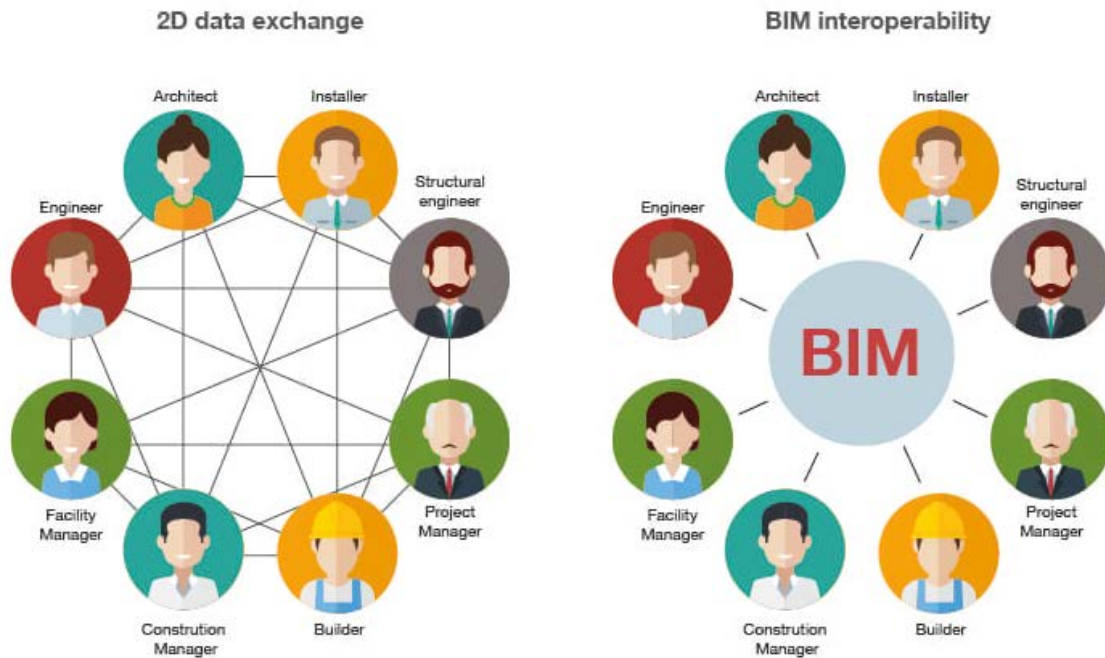 2D data exchange
Architect
Installer
Structural
engineer
Engineer
Facility
Manager
Project
Manager
Constrution
Manager
Builder
BIM interoperability
Architect
Installer
Structural
engineer
Engineer
BIM
Facility
Manager
Project
Manager
Constrution
Manager
Builder